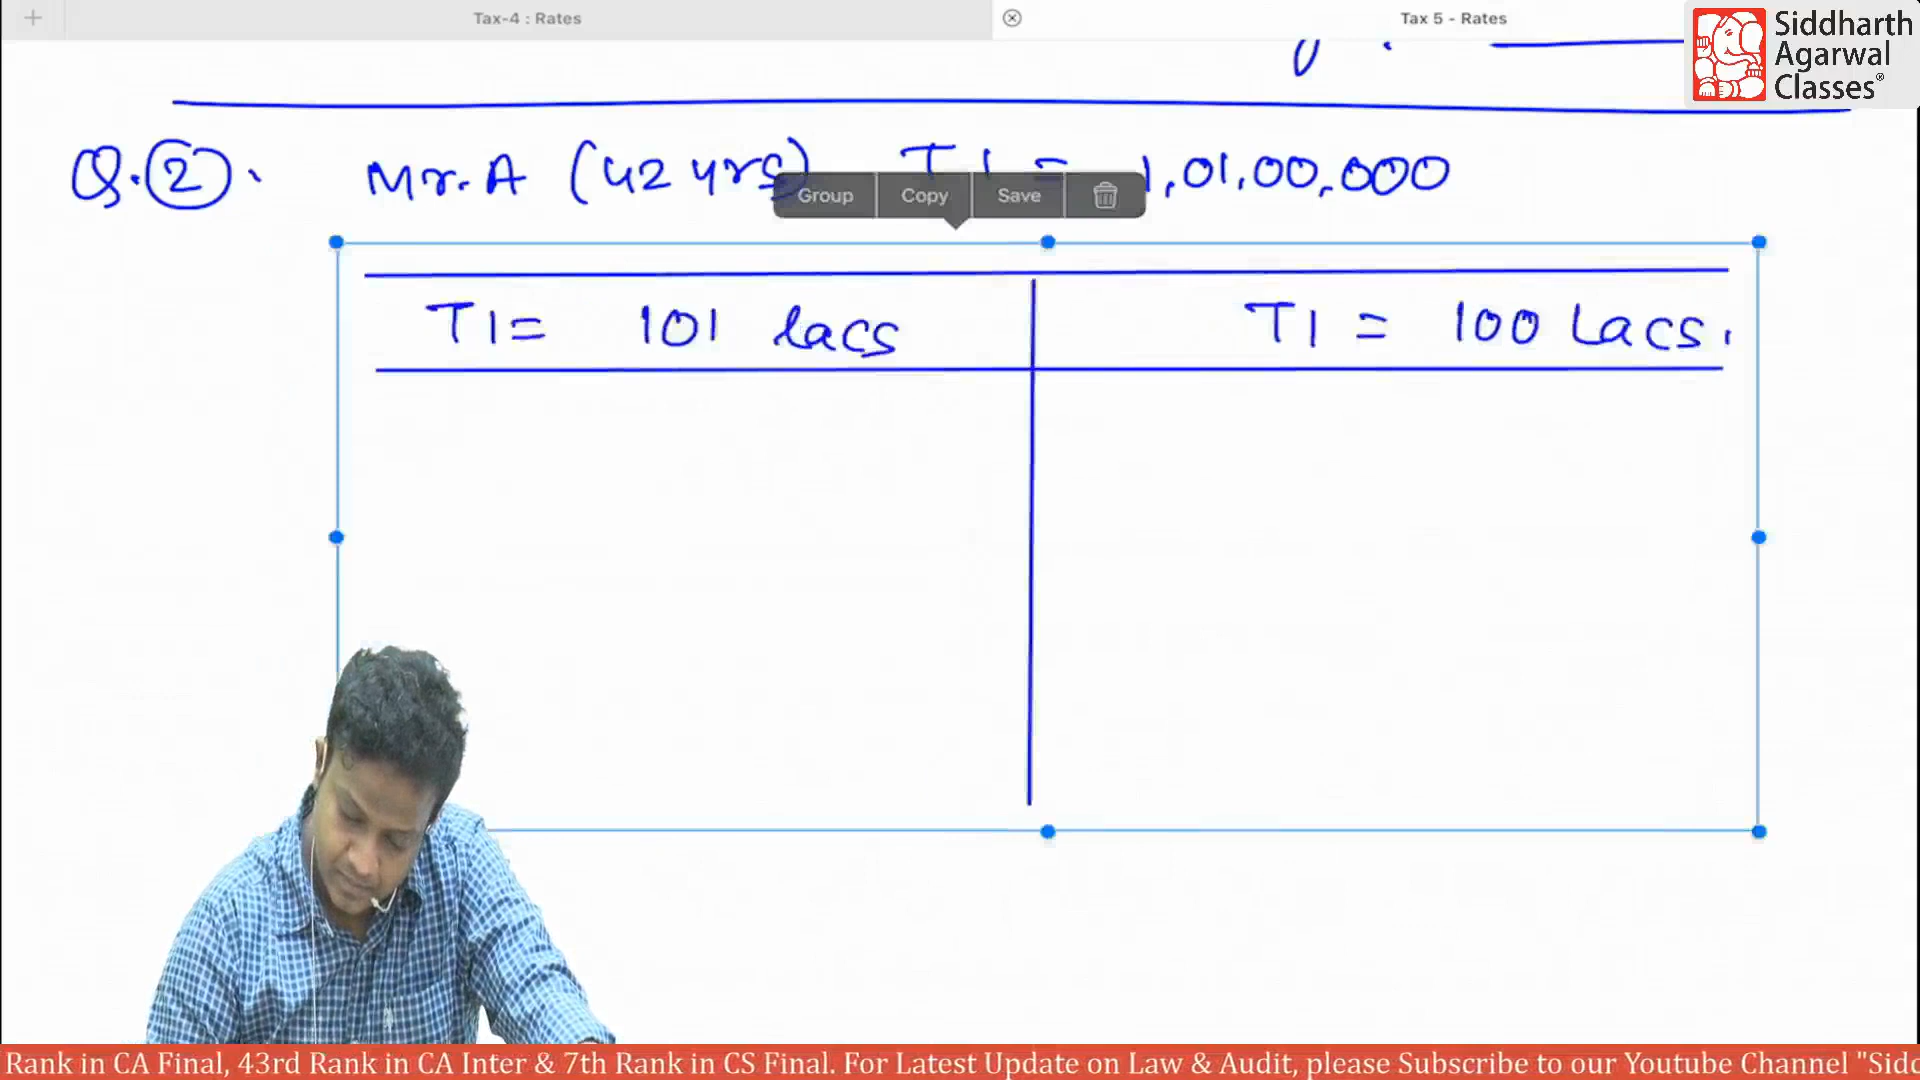 Tax-4 : Rates
Tax 5 - Rates
Siddharth
Agarwal
Classes®
Q.2. Mr. A (42 yrs) TI = 1,01,00,000
Group Copy Save
TI = 101 lacs
TI = 100 Lacs.
Rank in CA Final, 43rd Rank in CA Inter & 7th Rank in CS Final. For Latest Update on Law & Audit, please Subscribe to our Youtube Channel "Sidd